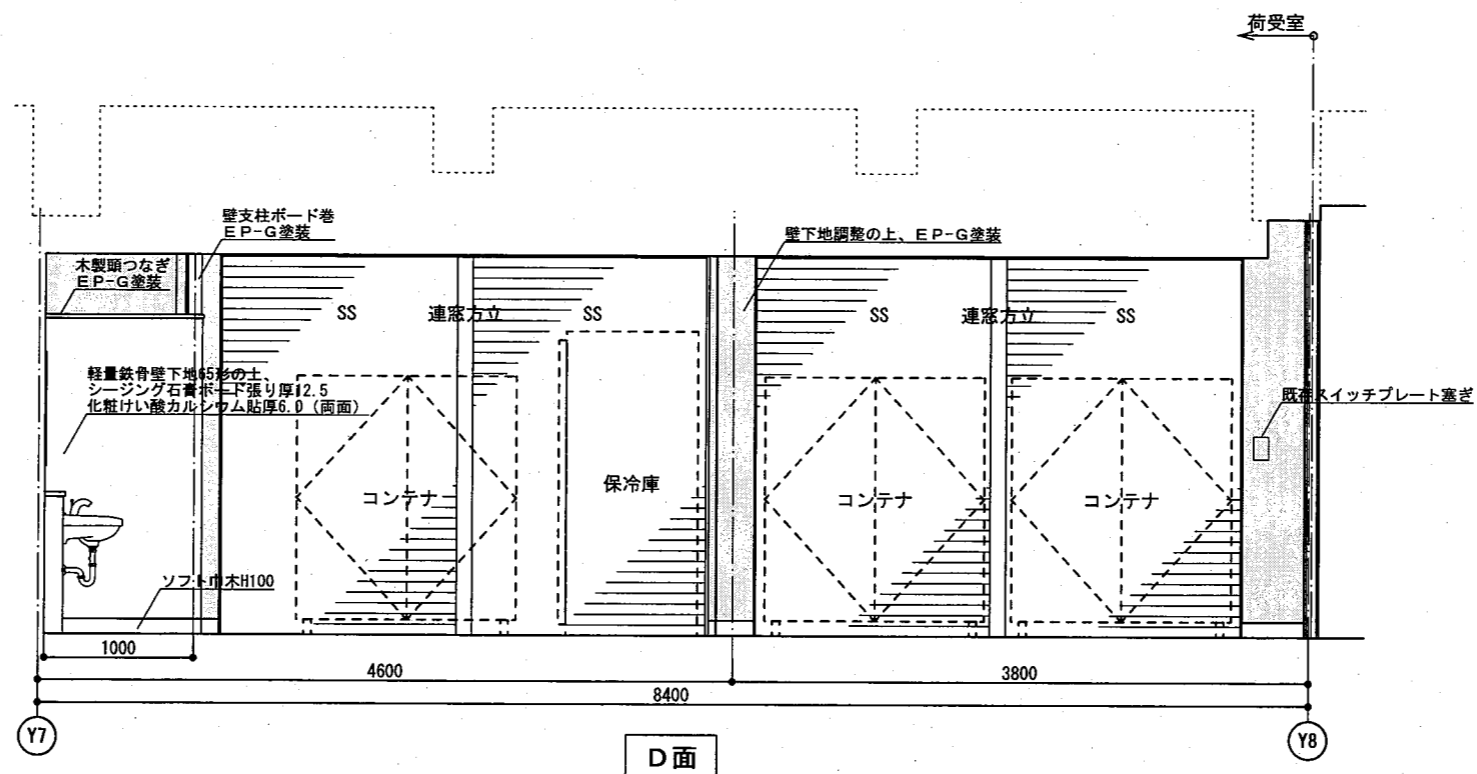 荷受室
壁支柱ボード巻
EP-G塗装
壁下地調整の上、EP-G塗装
木製頭つなぎ
EP-G塗装
SS
連窓方立
SS
SS
連窓方立
SS
軽量鉄骨壁下地65形の上、
シージング石膏ボード張り厚12.5
化粧けい酸カルシウム貼厚6.0(両面)
既存スイッチプレート塞ぎ
保冷庫
コンテナ
コンテナ
コンテナ
ソフト巾木H100
1000
4600
3800
8400
Y7
Y8
D面